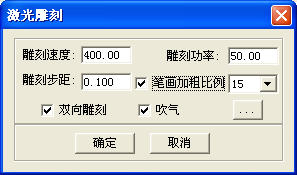 激光雕刻
雕刻速度: 400.00 雕刻功率: 50.00
雕刻步距: 0.100 笔画加粗比例 15
双向雕刻 吹气 ...
确定 取消